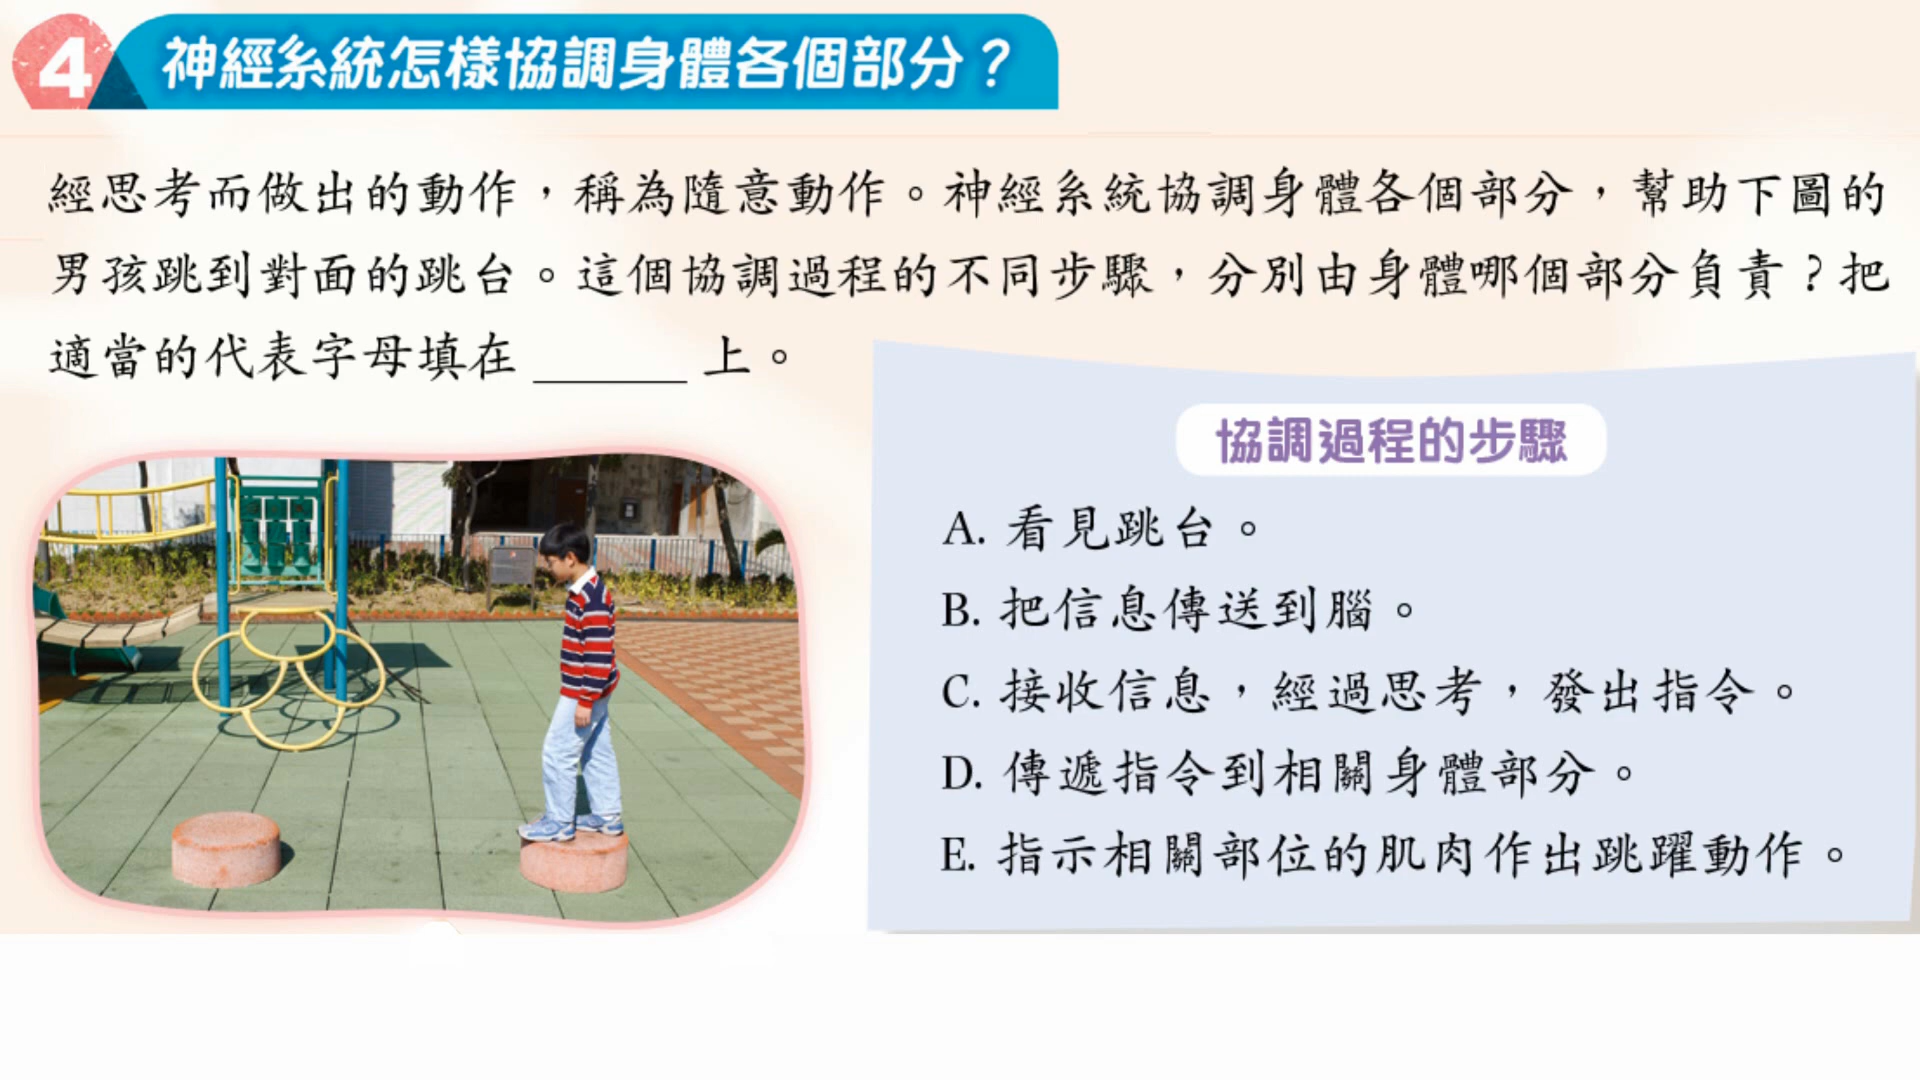 4 神經系統怎樣協調身體各個部分？
經思考而做出的動作，稱為隨意動作。神經系統協調身體各個部分，幫助下圖的
男孩跳到對面的跳台。這個協調過程的不同步驟，分別由身體哪個部分負責？把
適當的代表字母填在 ______ 上。
協調過程的步驟
A. 看見跳台。
B. 把信息傳送到腦。
C. 接收信息，經過思考，發出指令。
D. 傳遞指令到相關身體部分。
E. 指示相關部位的肌肉作出跳躍動作。